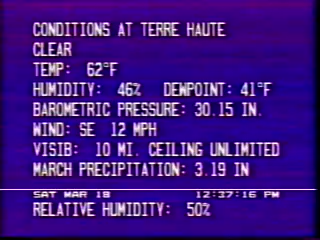 CONDITIONS AT TERRE HAUTE
CLEAR
TEMP: 62°F
HUMIDITY: 46% DEWPOINT: 41°F
BAROMETRIC PRESSURE: 30.15 IN.
WIND: SE 12 MPH
VISIB: 10 MI. CEILING UNLIMITED
MARCH PRECIPITATION: 3.19 IN
SAT MAR 18 12:37:16 PM
RELATIVE HUMIDITY: 50%